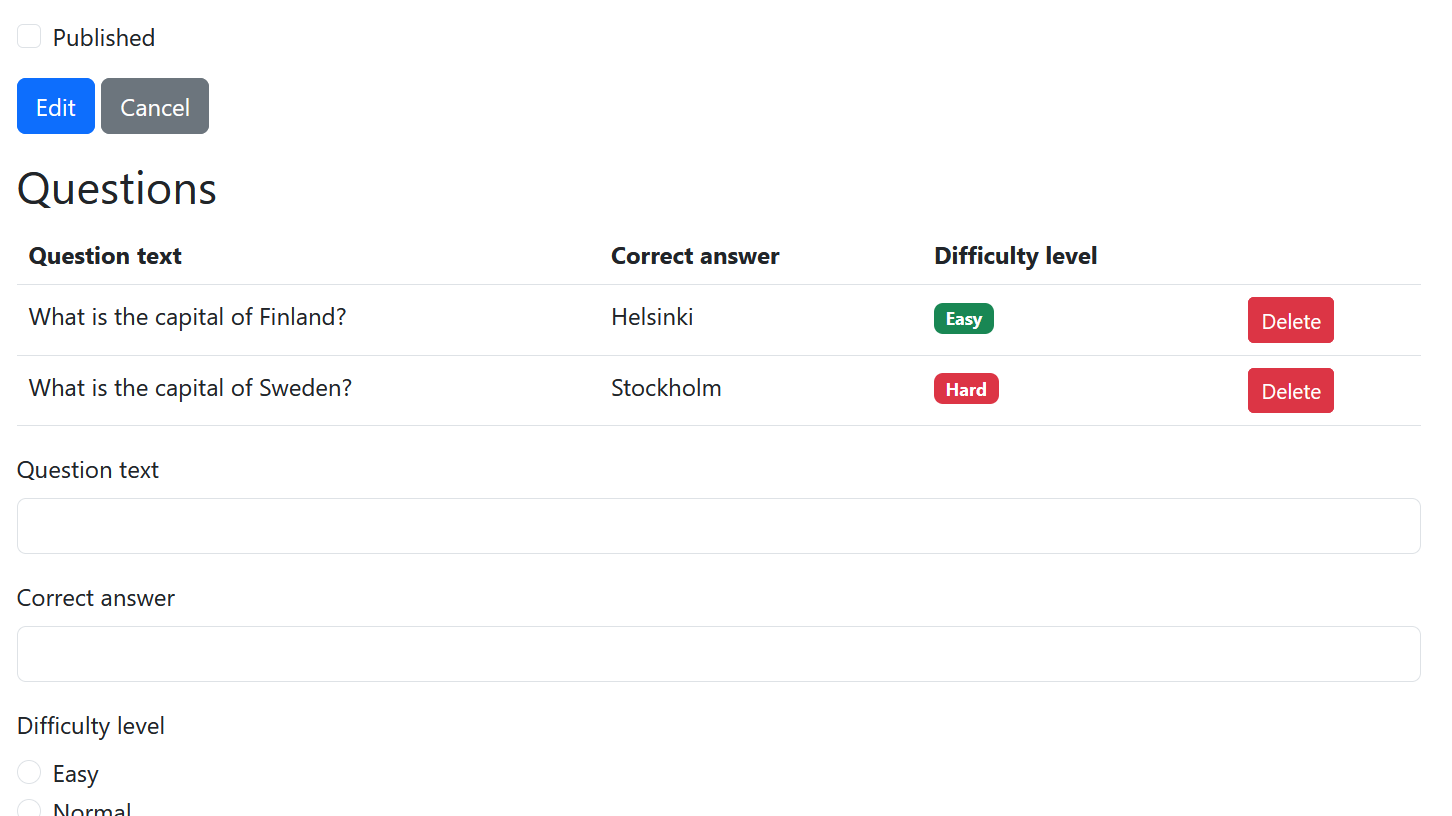 Published
Edit Cancel
Questions
Question text Correct answer Difficulty level
What is the capital of Finland? Helsinki Easy Delete
What is the capital of Sweden? Stockholm Hard Delete
Question text
Correct answer
Difficulty level
Easy
Normal